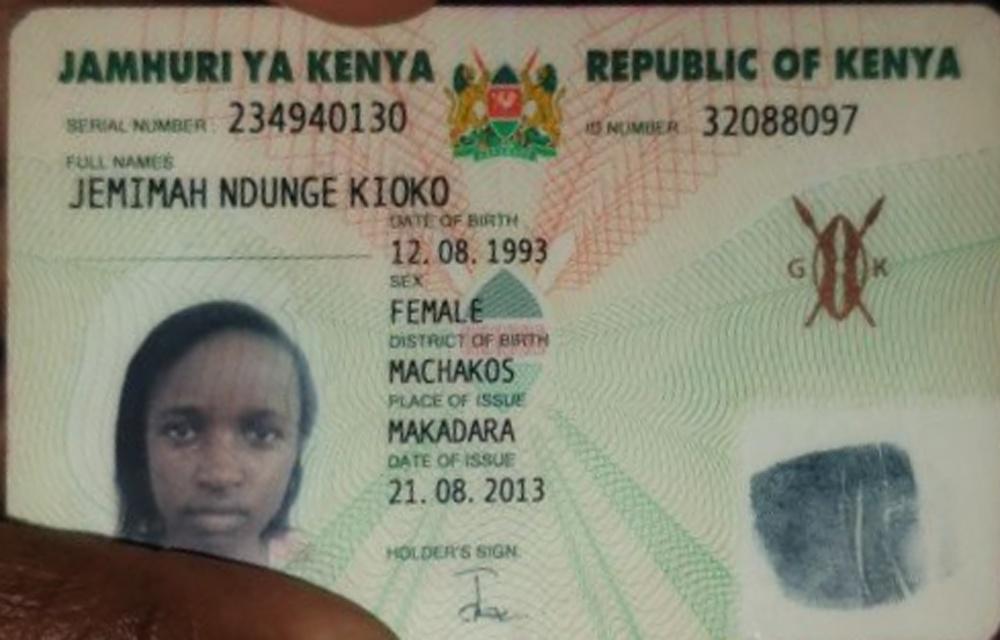 JAMHURI YA KENYA REPUBLIC OF KENYA
SERIAL NUMBER: 234940130 ID NUMBER: 32088097
FULL NAMES
JEMIMAH NDUNGE KIOKO
DATE OF BIRTH
12.08.1993
SEX
FEMALE
DISTRICT OF BIRTH
MACHAKOS
PLACE OF ISSUE
MAKADARA
DATE OF ISSUE
21.08.2013
HOLDER'S SIGN.
G K